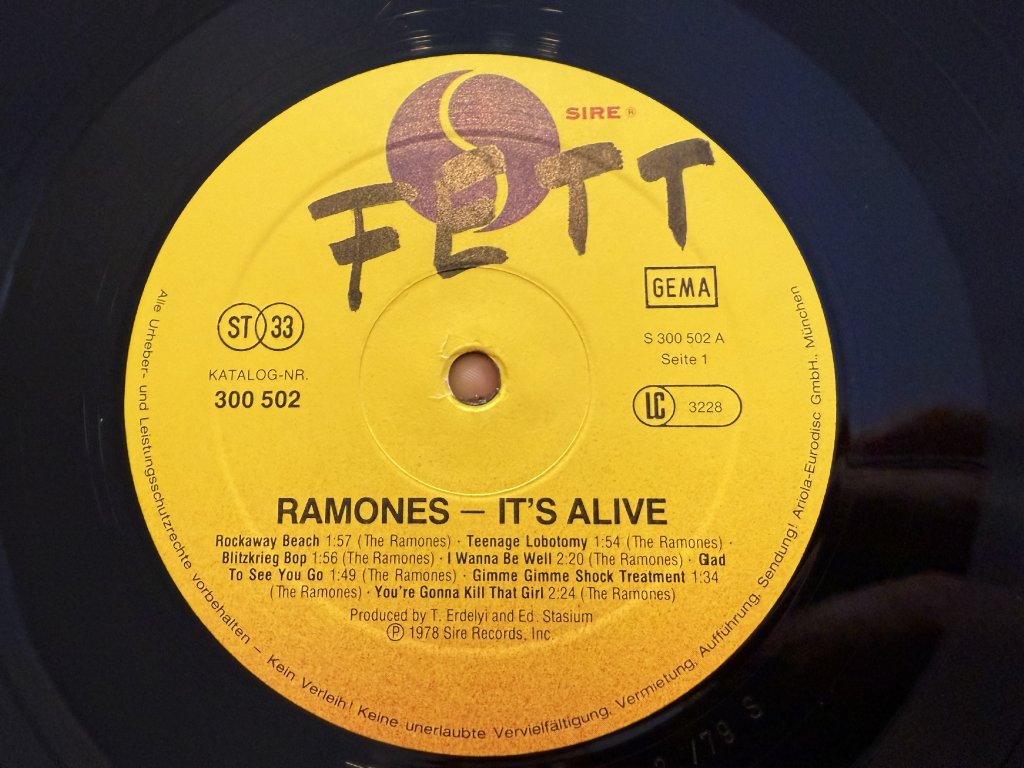 SIRE ®
FETT
GEMA
ST 33
S 300 502 A
Seite 1
KATALOG-NR.
300 502
LC 3228
RAMONES – IT'S ALIVE
Rockaway Beach 1:57 (The Ramones) · Teenage Lobotomy 1:54 (The Ramones) ·
Blitzkrieg Bop 1:56 (The Ramones) · I Wanna Be Well 2:20 (The Ramones) · Glad
To See You Go 1:49 (The Ramones) · Gimme Gimme Shock Treatment 1:34
(The Ramones) · You're Gonna Kill That Girl 2:24 (The Ramones)
Produced by T. Erdelyi and Ed. Stasium
Ⓟ 1978 Sire Records, Inc.
Alle Urheber- und Leistungsschutzrechte vorbehalten – Kein Verleih! Keine unerlaubte Vervielfältigung, Vermietung, Aufführung, Sendung! Ariola-Eurodisc GmbH., München
/79 S